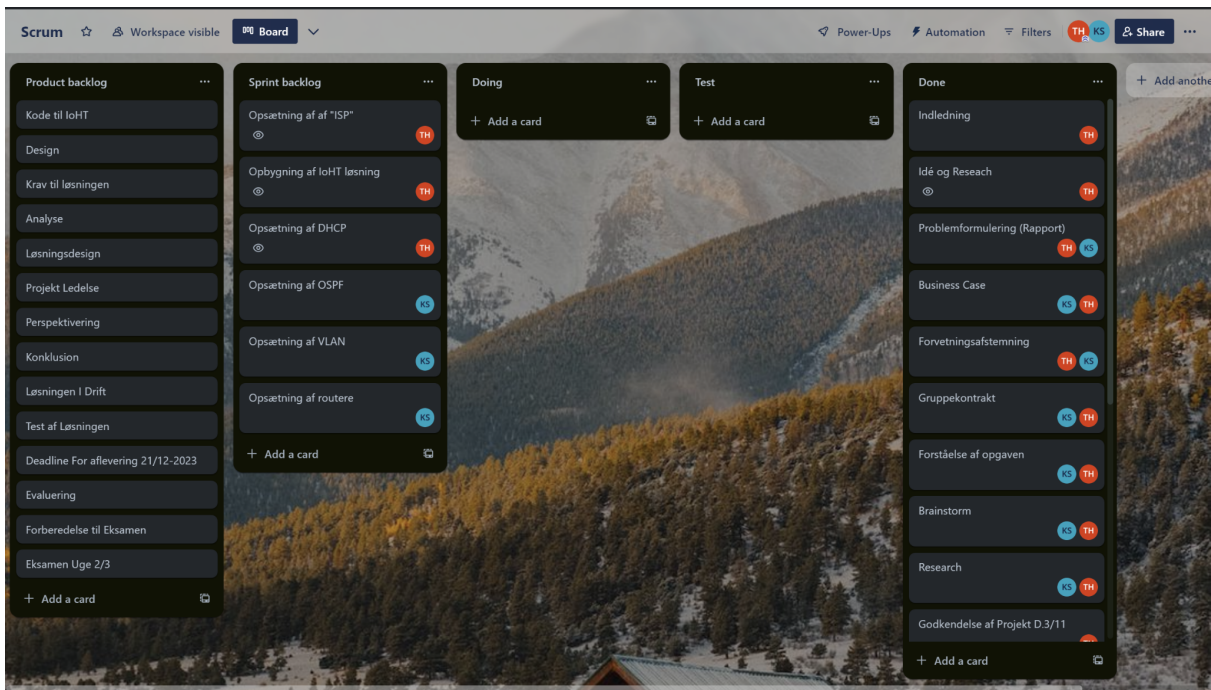 Scrum
Workspace visible
Board
Power-Ups
Automation
Filters
TH
KS
Share
Product backlog
Kode til IoHT
Design
Krav til løsningen
Analyse
Løsningsdesign
Projekt Ledelse
Perspektivering
Konklusion
Løsningen I Drift
Test af Løsningen
Deadline For aflevering 21/12-2023
Evaluering
Forberedelse til Eksamen
Eksamen Uge 2/3
+ Add a card
Sprint backlog
Opsætning af af "ISP"
TH
Opbygning af IoHT løsning
TH
Opsætning af DHCP
TH
Opsætning af OSPF
KS
Opsætning af VLAN
KS
Opsætning af routere
KS
+ Add a card
Doing
+ Add a card
Test
+ Add a card
Done
Indledning
TH
Idé og Reseach
TH
Problemformulering (Rapport)
TH KS
Business Case
KS TH
Forvetningsafstemning
TH KS
Gruppekontrakt
KS TH
Forståelse af opgaven
KS TH
Brainstorm
KS TH
Research
KS TH
Godkendelse af Projekt D.3/11
+ Add a card
+ Add anothe